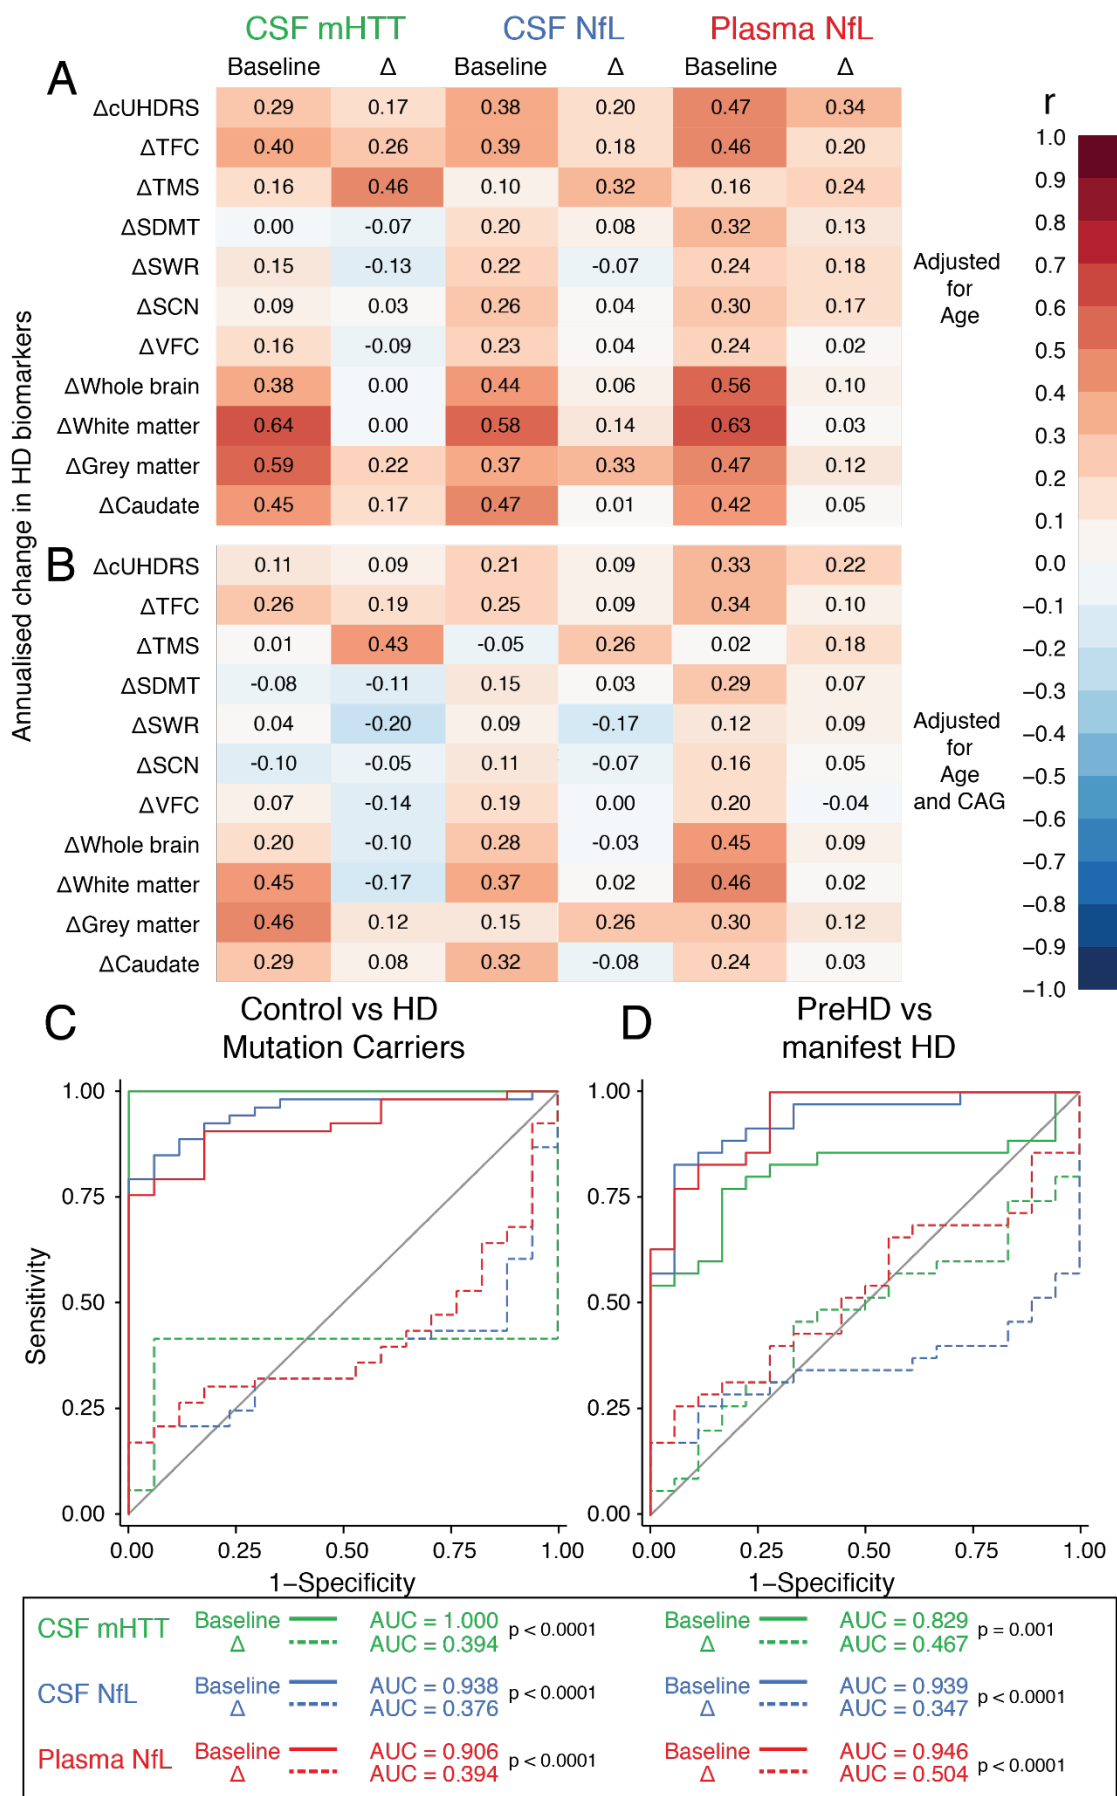 CSF mHTT CSF NfL Plasma NfL
Baseline Δ Baseline Δ Baseline Δ
A
ΔcUHDRS 0.29 0.17 0.38 0.20 0.47 0.34
ΔTFC 0.40 0.26 0.39 0.18 0.46 0.20
ΔTMS 0.16 0.46 0.10 0.32 0.16 0.24
ΔSDMT 0.00 -0.07 0.20 0.08 0.32 0.13
ΔSWR 0.15 -0.13 0.22 -0.07 0.24 0.18
ΔSCN 0.09 0.03 0.26 0.04 0.30 0.17
ΔVFC 0.16 -0.09 0.23 0.04 0.24 0.02
ΔWhole brain 0.38 0.00 0.44 0.06 0.56 0.10
ΔWhite matter 0.64 0.00 0.58 0.14 0.63 0.03
ΔGrey matter 0.59 0.22 0.37 0.33 0.47 0.12
ΔCaudate 0.45 0.17 0.47 0.01 0.42 0.05
Adjusted
for
Age
B
ΔcUHDRS 0.11 0.09 0.21 0.09 0.33 0.22
ΔTFC 0.26 0.19 0.25 0.09 0.34 0.10
ΔTMS 0.01 0.43 -0.05 0.26 0.02 0.18
ΔSDMT -0.08 -0.11 0.15 0.03 0.29 0.07
ΔSWR 0.04 -0.20 0.09 -0.17 0.12 0.09
ΔSCN -0.10 -0.05 0.11 -0.07 0.16 0.05
ΔVFC 0.07 -0.14 0.19 0.00 0.20 -0.04
ΔWhole brain 0.20 -0.10 0.28 -0.03 0.45 0.09
ΔWhite matter 0.45 -0.17 0.37 0.02 0.46 0.02
ΔGrey matter 0.46 0.12 0.15 0.26 0.30 0.12
ΔCaudate 0.29 0.08 0.32 -0.08 0.24 0.03
Adjusted
for
Age
and CAG
Annualised change in HD biomarkers
r
1.0
0.9
0.8
0.7
0.6
0.5
0.4
0.3
0.2
0.1
0.0
−0.1
−0.2
−0.3
−0.4
−0.5
−0.6
−0.7
−0.8
−0.9
−1.0
C
Control vs HD
Mutation Carriers
1.00
0.75
0.50
0.25
0.00
Sensitivity
0.00 0.25 0.50 0.75 1.00
1−Specificity
D
PreHD vs
manifest HD
1.00
0.75
0.50
0.25
0.00
0.00 0.25 0.50 0.75 1.00
1−Specificity
CSF mHTT Baseline AUC = 1.000 p < 0.0001 Baseline AUC = 0.829 p = 0.001
Δ AUC = 0.394 Δ AUC = 0.467
CSF NfL Baseline AUC = 0.938 p < 0.0001 Baseline AUC = 0.939 p < 0.0001
Δ AUC = 0.376 Δ AUC = 0.347
Plasma NfL Baseline AUC = 0.906 p < 0.0001 Baseline AUC = 0.946 p < 0.0001
Δ AUC = 0.394 Δ AUC = 0.504